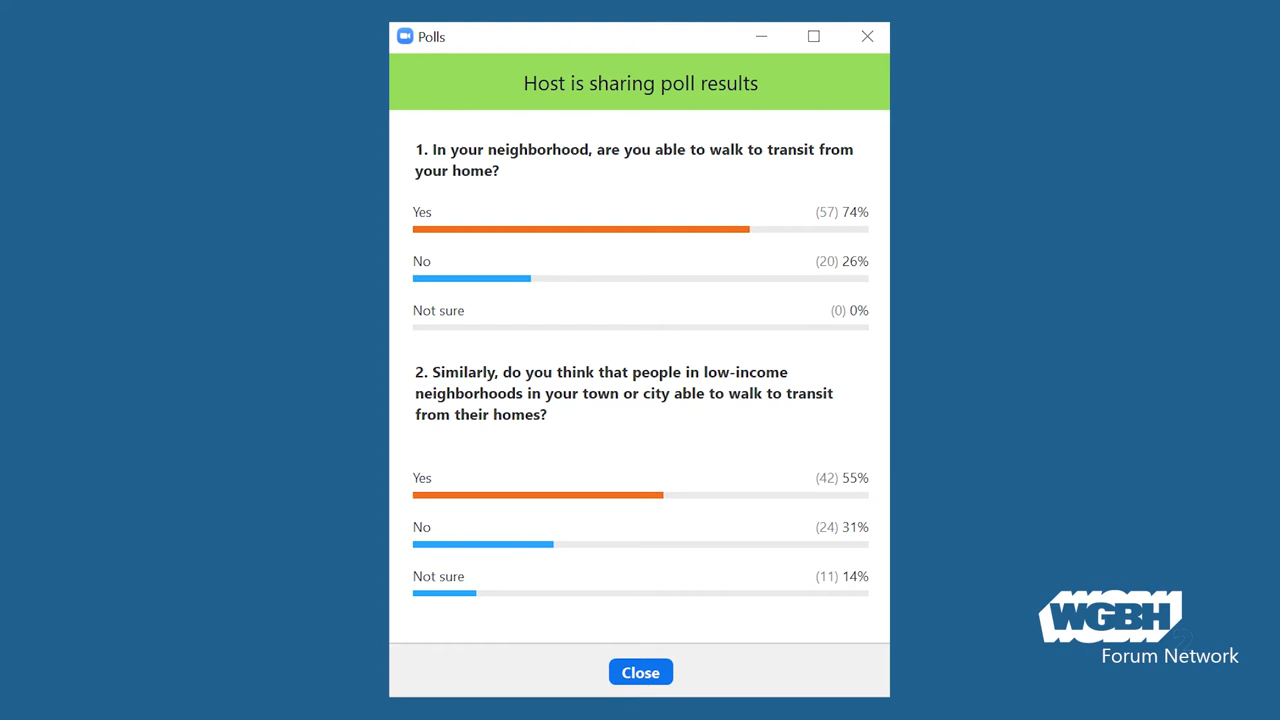 Polls
Host is sharing poll results
1. In your neighborhood, are you able to walk to transit from
your home?
Yes (57) 74%
No (20) 26%
Not sure (0) 0%
2. Similarly, do you think that people in low-income
neighborhoods in your town or city able to walk to transit
from their homes?
Yes (42) 55%
No (24) 31%
Not sure (11) 14%
Close
WGBH
Forum Network